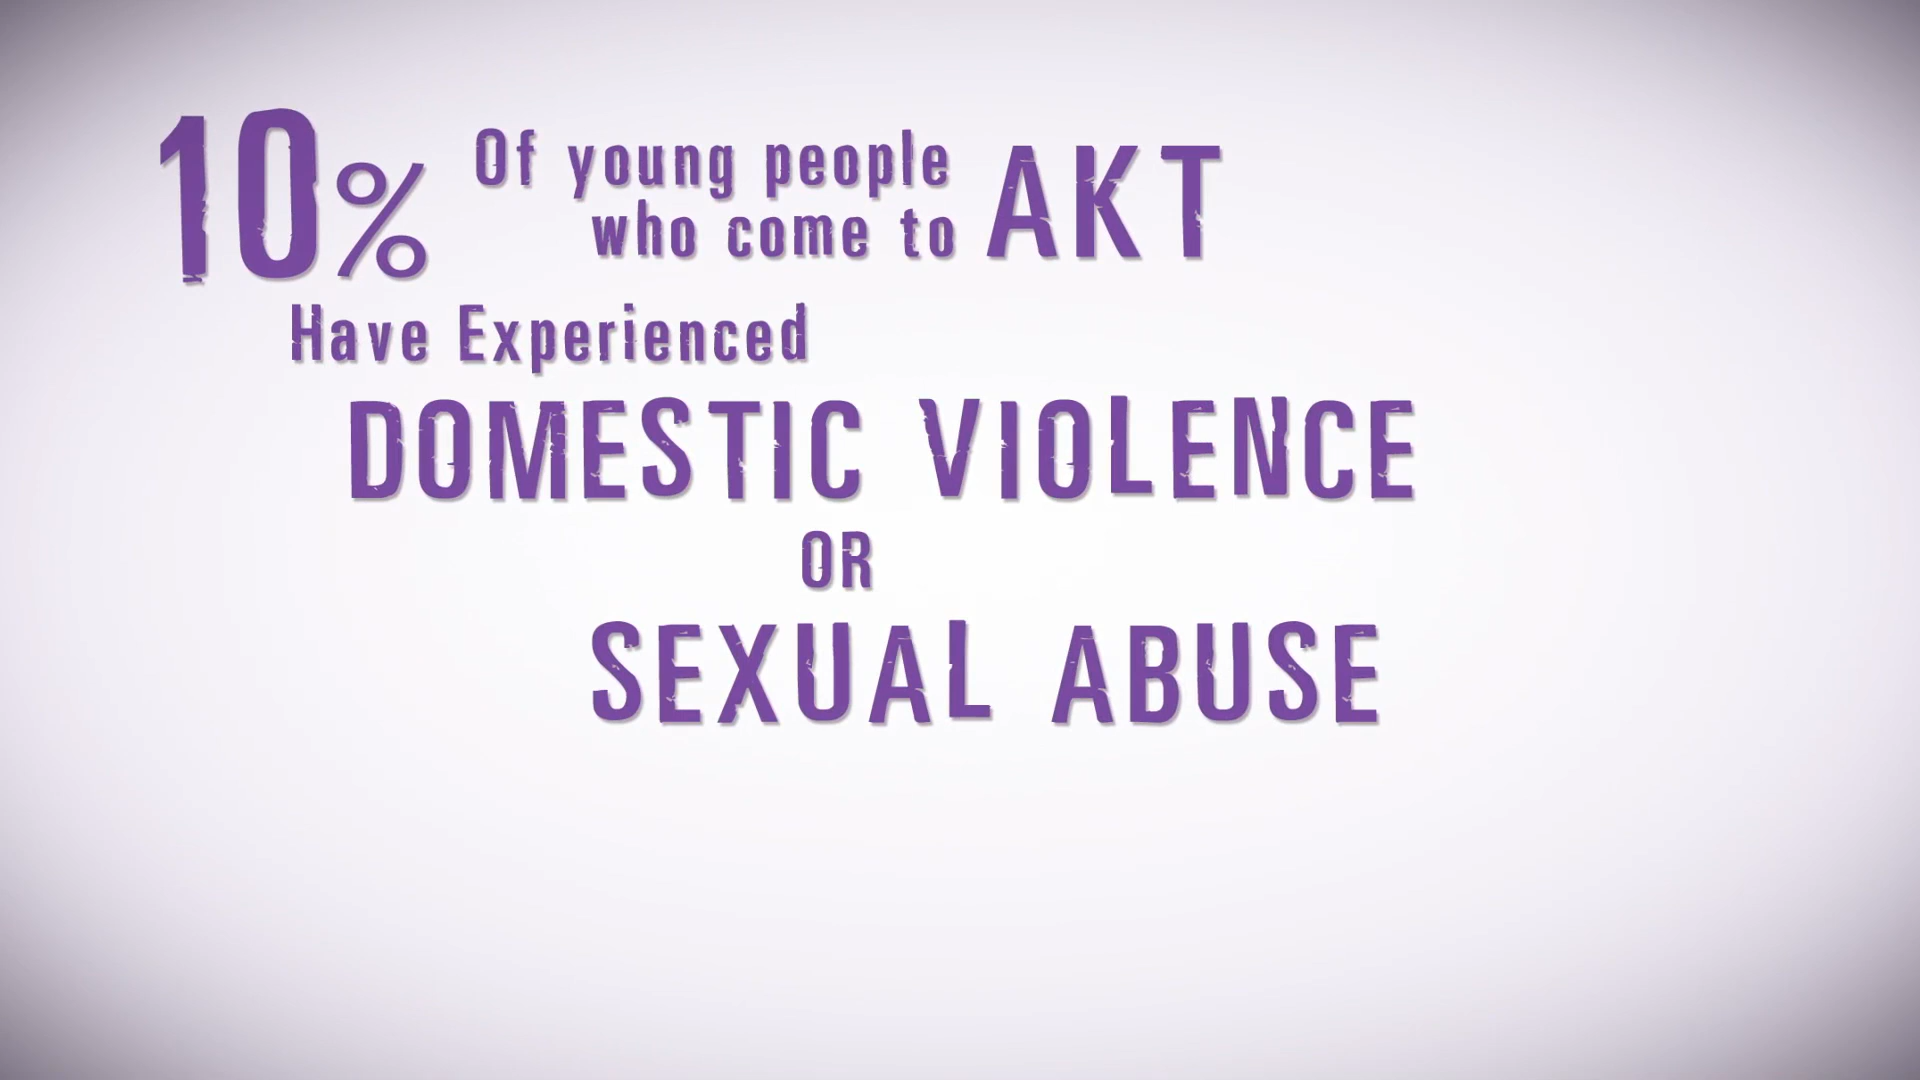 10% Of young people
who come to AKT
Have Experienced
DOMESTIC VIOLENCE
OR
SEXUAL ABUSE